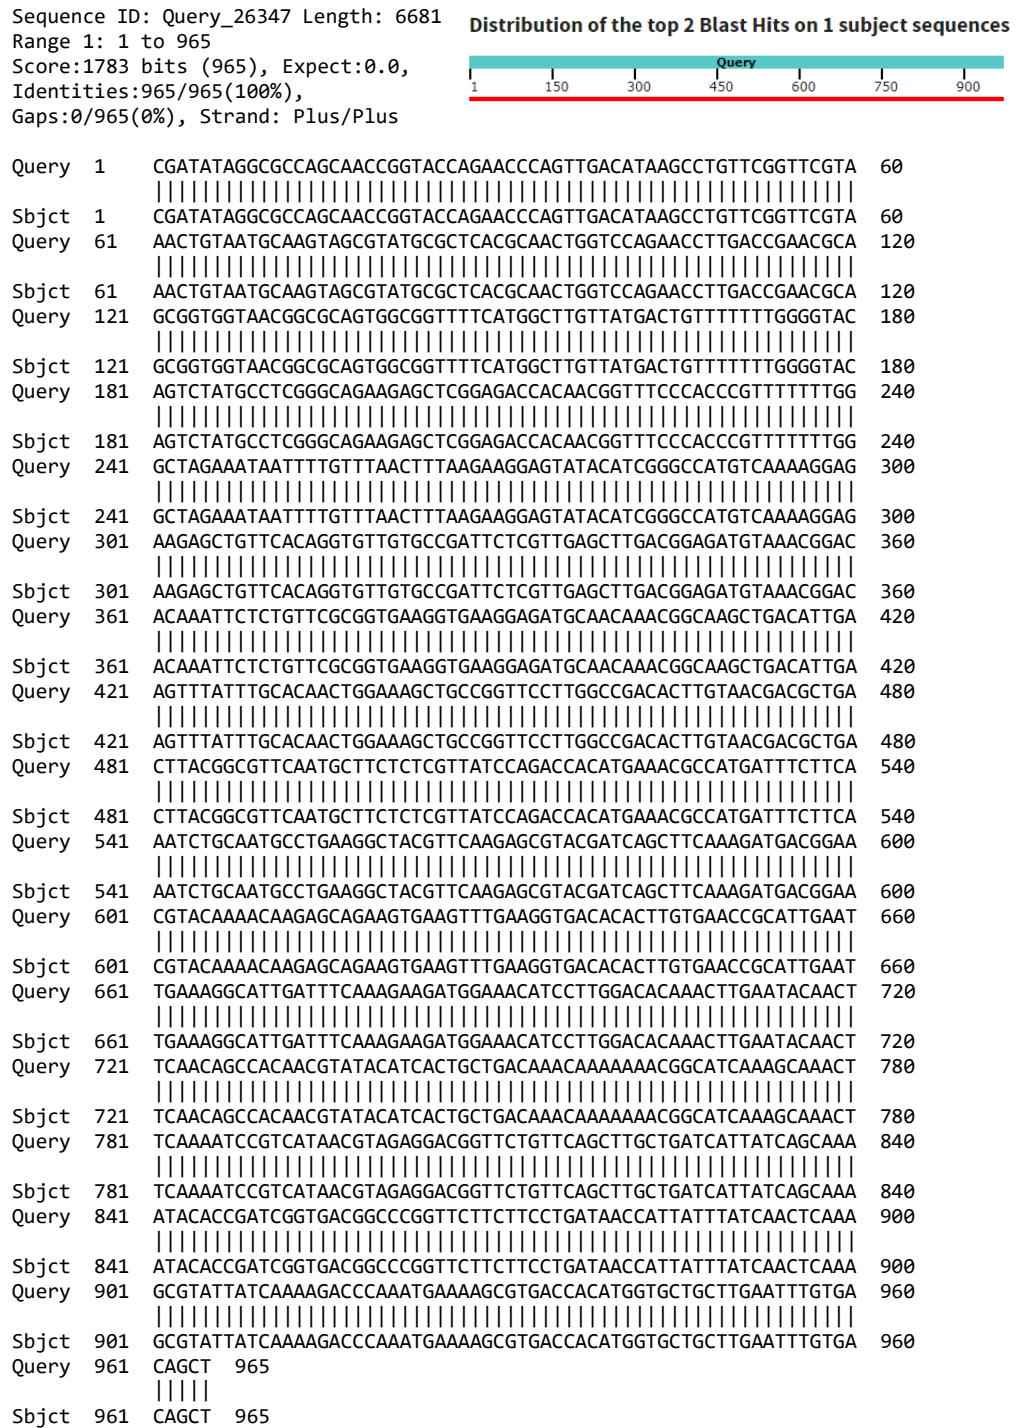 Sequence ID: Query_26347 Length: 6681
Range 1: 1 to 965
Score:1783 bits (965), Expect:0.0,
Identities:965/965(100%),
Gaps:0/965(0%), Strand: Plus/Plus
Distribution of the top 2 Blast Hits on 1 subject sequences
Query
1 150 300 450 600 750 900
Query 1 CGATATAGGCGCCAGCAACCGGTACCAGAACCCAGTTGACATAAGCCTGTTCGGTTCGTA 60
||||||||||||||||||||||||||||||||||||||||||||||||||||||||||||
Sbjct 1 CGATATAGGCGCCAGCAACCGGTACCAGAACCCAGTTGACATAAGCCTGTTCGGTTCGTA 60
Query 61 AACTGTAATGCAAGTAGCGTATGCGCTCACGCAACTGGTCCAGAACCTTGACCGAACGCA 120
||||||||||||||||||||||||||||||||||||||||||||||||||||||||||||
Sbjct 61 AACTGTAATGCAAGTAGCGTATGCGCTCACGCAACTGGTCCAGAACCTTGACCGAACGCA 120
Query 121 GCGGTGGTAACGGCGCAGTGGCGGTTTTCATGGCTTGTTATGACTGTTTTTTTGGGGTAC 180
||||||||||||||||||||||||||||||||||||||||||||||||||||||||||||
Sbjct 121 GCGGTGGTAACGGCGCAGTGGCGGTTTTCATGGCTTGTTATGACTGTTTTTTTGGGGTAC 180
Query 181 AGTCTATGCCTCGGGCAGAAGAGCTCGGAGACCACAACGGTTTCCCACCCGTTTTTTTGG 240
||||||||||||||||||||||||||||||||||||||||||||||||||||||||||||
Sbjct 181 AGTCTATGCCTCGGGCAGAAGAGCTCGGAGACCACAACGGTTTCCCACCCGTTTTTTTGG 240
Query 241 GCTAGAAATAATTTTGTTTAACTTTAAGAAGGAGTATACATCGGGCCATGTCAAAAGGAG 300
||||||||||||||||||||||||||||||||||||||||||||||||||||||||||||
Sbjct 241 GCTAGAAATAATTTTGTTTAACTTTAAGAAGGAGTATACATCGGGCCATGTCAAAAGGAG 300
Query 301 AAGAGCTGTTCACAGGTGTTGTGCCGATTCTCGTTGAGCTTGACGGAGATGTAAACGGAC 360
||||||||||||||||||||||||||||||||||||||||||||||||||||||||||||
Sbjct 301 AAGAGCTGTTCACAGGTGTTGTGCCGATTCTCGTTGAGCTTGACGGAGATGTAAACGGAC 360
Query 361 ACAAATTCTCTGTTCGCGGTGAAGGTGAAGGAGATGCAACAAACGGCAAGCTGACATTGA 420
||||||||||||||||||||||||||||||||||||||||||||||||||||||||||||
Sbjct 361 ACAAATTCTCTGTTCGCGGTGAAGGTGAAGGAGATGCAACAAACGGCAAGCTGACATTGA 420
Query 421 AGTTTATTTGCACAACTGGAAAGCTGCCGGTTCCTTGGCCGACACTTGTAACGACGCTGA 480
||||||||||||||||||||||||||||||||||||||||||||||||||||||||||||
Sbjct 421 AGTTTATTTGCACAACTGGAAAGCTGCCGGTTCCTTGGCCGACACTTGTAACGACGCTGA 480
Query 481 CTTACGGCGTTCAATGCTTCTCTCGTTATCCAGACCACATGAAACGCCATGATTTCTTCA 540
||||||||||||||||||||||||||||||||||||||||||||||||||||||||||||
Sbjct 481 CTTACGGCGTTCAATGCTTCTCTCGTTATCCAGACCACATGAAACGCCATGATTTCTTCA 540
Query 541 AATCTGCAATGCCTGAAGGCTACGTTCAAGAGCGTACGATCAGCTTCAAAGATGACGGAA 600
||||||||||||||||||||||||||||||||||||||||||||||||||||||||||||
Sbjct 541 AATCTGCAATGCCTGAAGGCTACGTTCAAGAGCGTACGATCAGCTTCAAAGATGACGGAA 600
Query 601 CGTACAAAACAAGAGCAGAAGTGAAGTTTGAAGGTGACACACTTGTGAACCGCATTGAAT 660
||||||||||||||||||||||||||||||||||||||||||||||||||||||||||||
Sbjct 601 CGTACAAAACAAGAGCAGAAGTGAAGTTTGAAGGTGACACACTTGTGAACCGCATTGAAT 660
Query 661 TGAAAGGCATTGATTTCAAAGAAGATGGAAACATCCTTGGACACAAACTTGAATACAACT 720
||||||||||||||||||||||||||||||||||||||||||||||||||||||||||||
Sbjct 661 TGAAAGGCATTGATTTCAAAGAAGATGGAAACATCCTTGGACACAAACTTGAATACAACT 720
Query 721 TCAACAGCCACAACGTATACATCACTGCTGACAAACAAAAAAACGGCATCAAAGCAAACT 780
||||||||||||||||||||||||||||||||||||||||||||||||||||||||||||
Sbjct 721 TCAACAGCCACAACGTATACATCACTGCTGACAAACAAAAAAACGGCATCAAAGCAAACT 780
Query 781 TCAAAATCCGTCATAACGTAGAGGACGGTTCTGTTCAGCTTGCTGATCATTATCAGCAAA 840
||||||||||||||||||||||||||||||||||||||||||||||||||||||||||||
Sbjct 781 TCAAAATCCGTCATAACGTAGAGGACGGTTCTGTTCAGCTTGCTGATCATTATCAGCAAA 840
Query 841 ATACACCGATCGGTGACGGCCCGGTTCTTCTTCCTGATAACCATTATTTATCAACTCAAA 900
||||||||||||||||||||||||||||||||||||||||||||||||||||||||||||
Sbjct 841 ATACACCGATCGGTGACGGCCCGGTTCTTCTTCCTGATAACCATTATTTATCAACTCAAA 900
Query 901 GCGTATTATCAAAAGACCCAAATGAAAAGCGTGACCACATGGTGCTGCTTGAATTTGTGA 960
||||||||||||||||||||||||||||||||||||||||||||||||||||||||||||
Sbjct 901 GCGTATTATCAAAAGACCCAAATGAAAAGCGTGACCACATGGTGCTGCTTGAATTTGTGA 960
Query 961 CAGCT 965
|||||
Sbjct 961 CAGCT 965